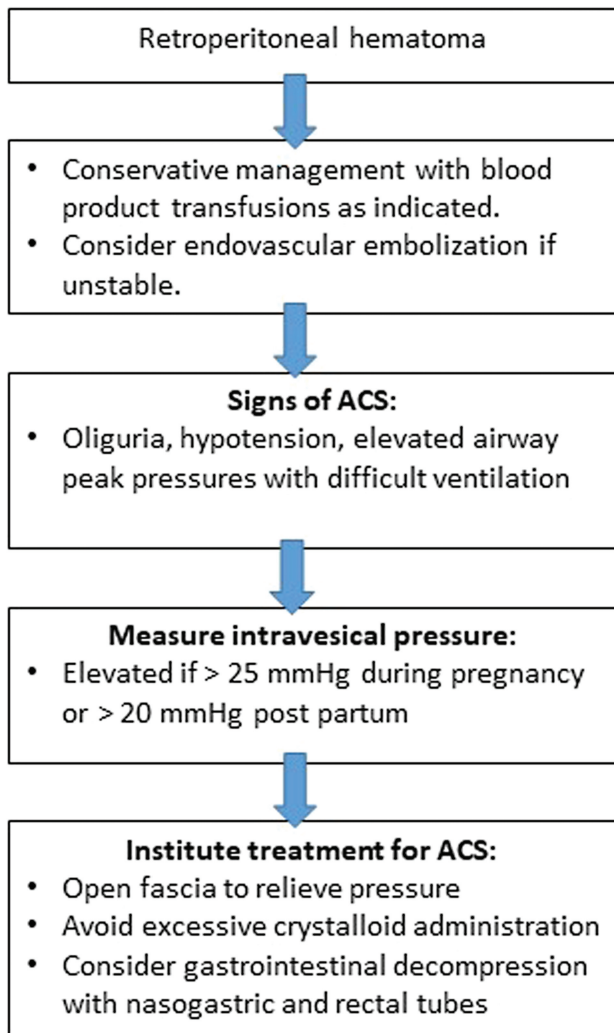 Retroperitoneal hematoma
• Conservative management with blood
product transfusions as indicated.
• Consider endovascular embolization if
unstable.
Signs of ACS:
• Oliguria, hypotension, elevated airway
peak pressures with difficult ventilation
Measure intravesical pressure:
• Elevated if > 25 mmHg during pregnancy
or > 20 mmHg post partum
Institute treatment for ACS:
• Open fascia to relieve pressure
• Avoid excessive crystalloid administration
• Consider gastrointestinal decompression
with nasogastric and rectal tubes